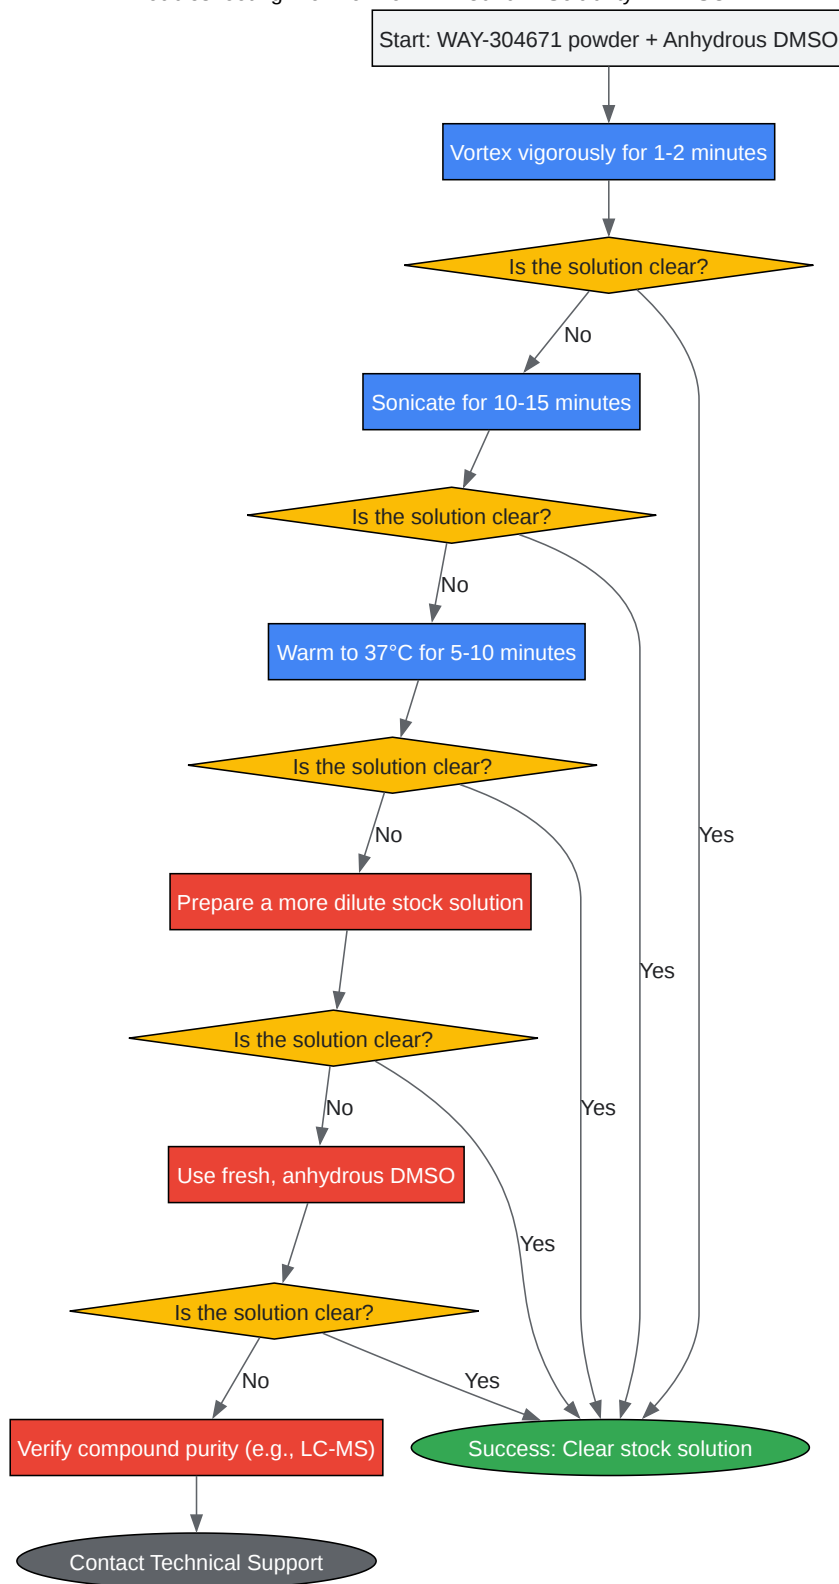 Start: WAY-304671 powder + Anhydrous DMSO
Vortex vigorously for 1-2 minutes
Is the solution clear?
No
Sonicate for 10-15 minutes
Is the solution clear?
No
Warm to 37°C for 5-10 minutes
Is the solution clear?
No
Yes
Prepare a more dilute stock solution
Yes
Is the solution clear?
No
Yes
Use fresh, anhydrous DMSO
Yes
Is the solution clear?
No
Yes
Verify compound purity (e.g., LC-MS)
Success: Clear stock solution
Contact Technical Support